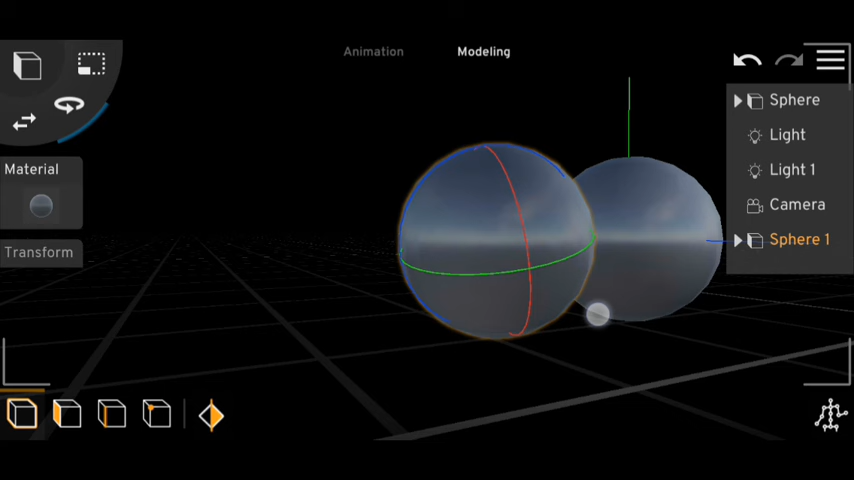 Animation
Modeling
Material
Transform
Sphere
Light
Light 1
Camera
Sphere 1